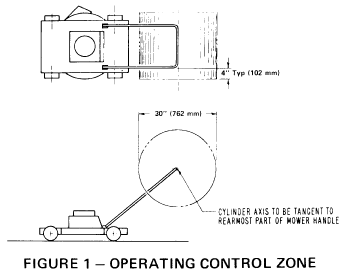 4" Typ (102 mm)
30" (762 mm)
CYLINDER AXIS TO BE TANGENT TO
REARMOST PART OF MOWER HANDLE
FIGURE 1 – OPERATING CONTROL ZONE